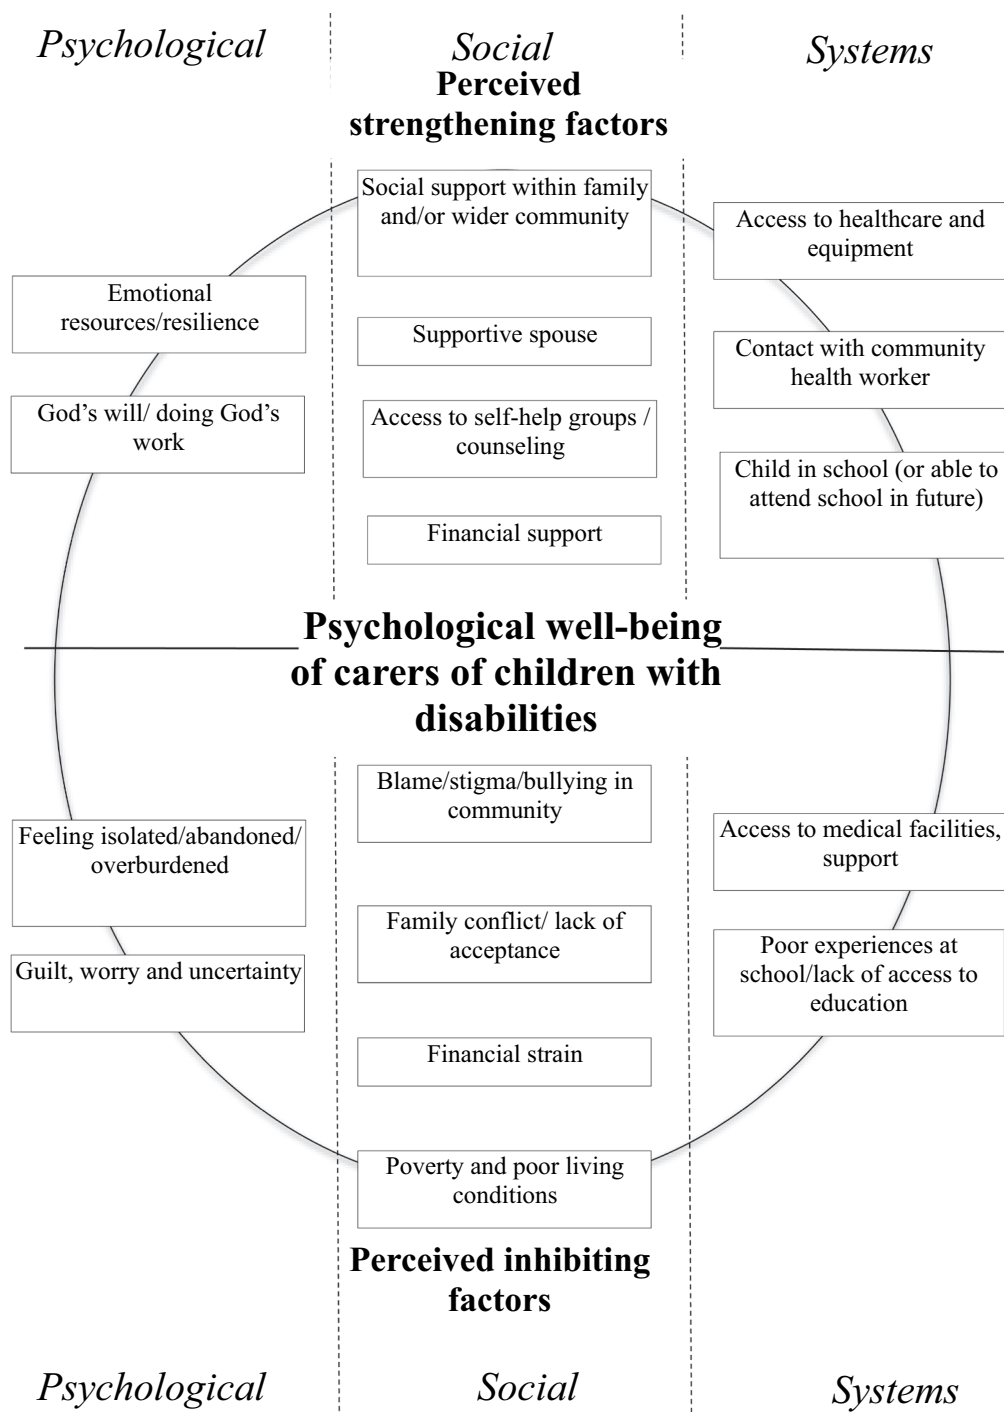 Psychological
Social
Systems
Perceived
strengthening factors
Social support within family
and/or wider community
Access to healthcare and
equipment
Emotional
resources/resilience
Supportive spouse
Contact with community
health worker
God’s will/ doing God’s
work
Access to self-help groups /
counseling
Child in school (or able to
attend school in future)
Financial support
Psychological well-being
of carers of children with
disabilities
Blame/stigma/bullying in
community
Feeling isolated/abandoned/
overburdened
Access to medical facilities,
support
Family conflict/ lack of
acceptance
Guilt, worry and uncertainty
Poor experiences at
school/lack of access to
education
Financial strain
Poverty and poor living
conditions
Perceived inhibiting
factors
Psychological
Social
Systems